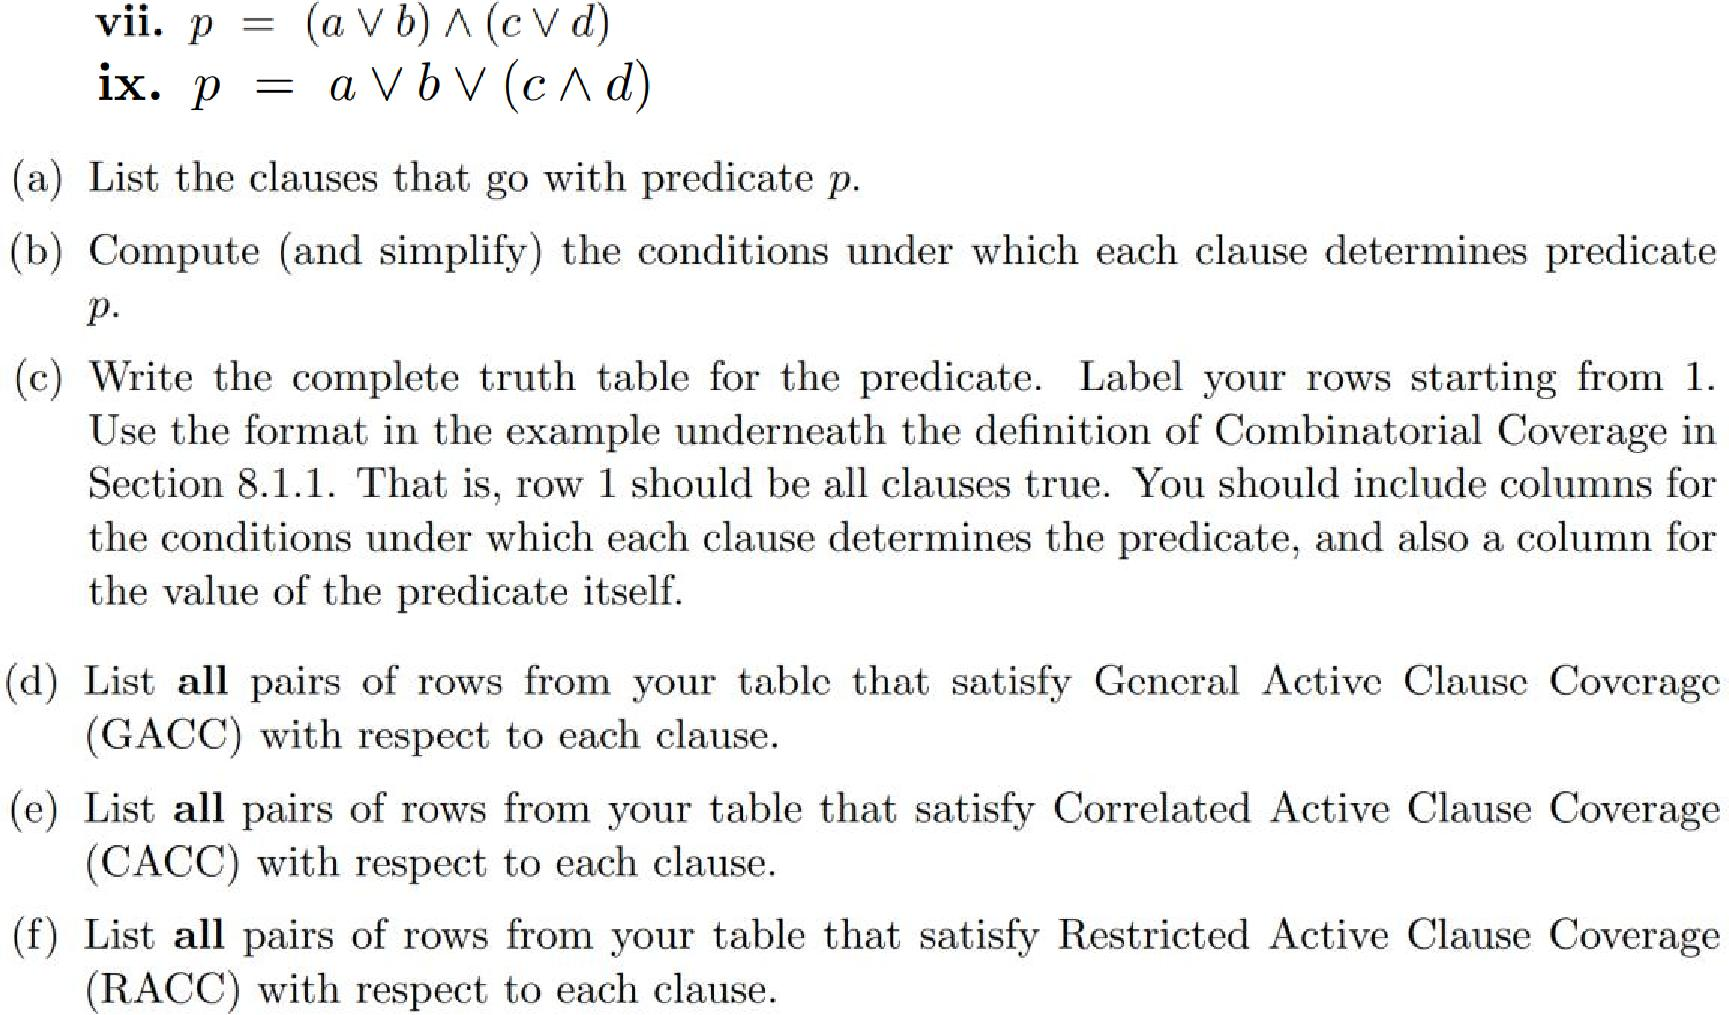 vii. p = (a ∨ b) ∧ (c ∨ d)
ix. p = a ∨ b ∨ (c ∧ d)
(a) List the clauses that go with predicate p.
(b) Compute (and simplify) the conditions under which each clause determines predicate
p.
(c) Write the complete truth table for the predicate. Label your rows starting from 1.
Use the format in the example underneath the definition of Combinatorial Coverage in
Section 8.1.1. That is, row 1 should be all clauses true. You should include columns for
the conditions under which each clause determines the predicate, and also a column for
the value of the predicate itself.
(d) List all pairs of rows from your table that satisfy General Active Clause Coverage
(GACC) with respect to each clause.
(e) List all pairs of rows from your table that satisfy Correlated Active Clause Coverage
(CACC) with respect to each clause.
(f) List all pairs of rows from your table that satisfy Restricted Active Clause Coverage
(RACC) with respect to each clause.